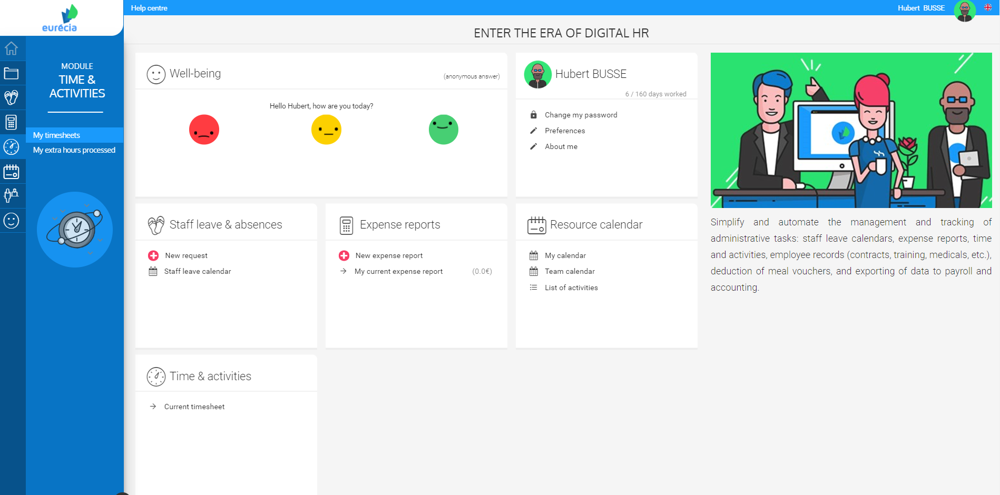 eurécia
Help centre
Hubert BUSSE
ENTER THE ERA OF DIGITAL HR
MODULE
TIME &
ACTIVITIES
My timesheets
My extra hours processed
Well-being
(anonymous answer)
Hello Hubert, how are you today?
Hubert BUSSE
6 / 160 days worked
Change my password
Preferences
About me
Staff leave & absences
New request
Staff leave calendar
Expense reports
New expense report
My current expense report (0.0€)
Resource calendar
My calendar
Team calendar
List of activities
Simplify and automate the management and tracking of
administrative tasks: staff leave calendars, expense reports, time
and activities, employee records (contracts, training, medicals, etc.),
deduction of meal vouchers, and exporting of data to payroll and
accounting.
Time & activities
Current timesheet